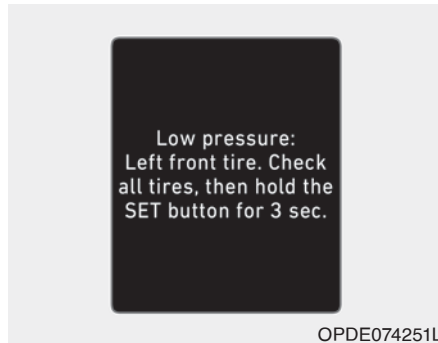 Low pressure:
Left front tire. Check
all tires, then hold the
SET button for 3 sec.
OPDE074251L